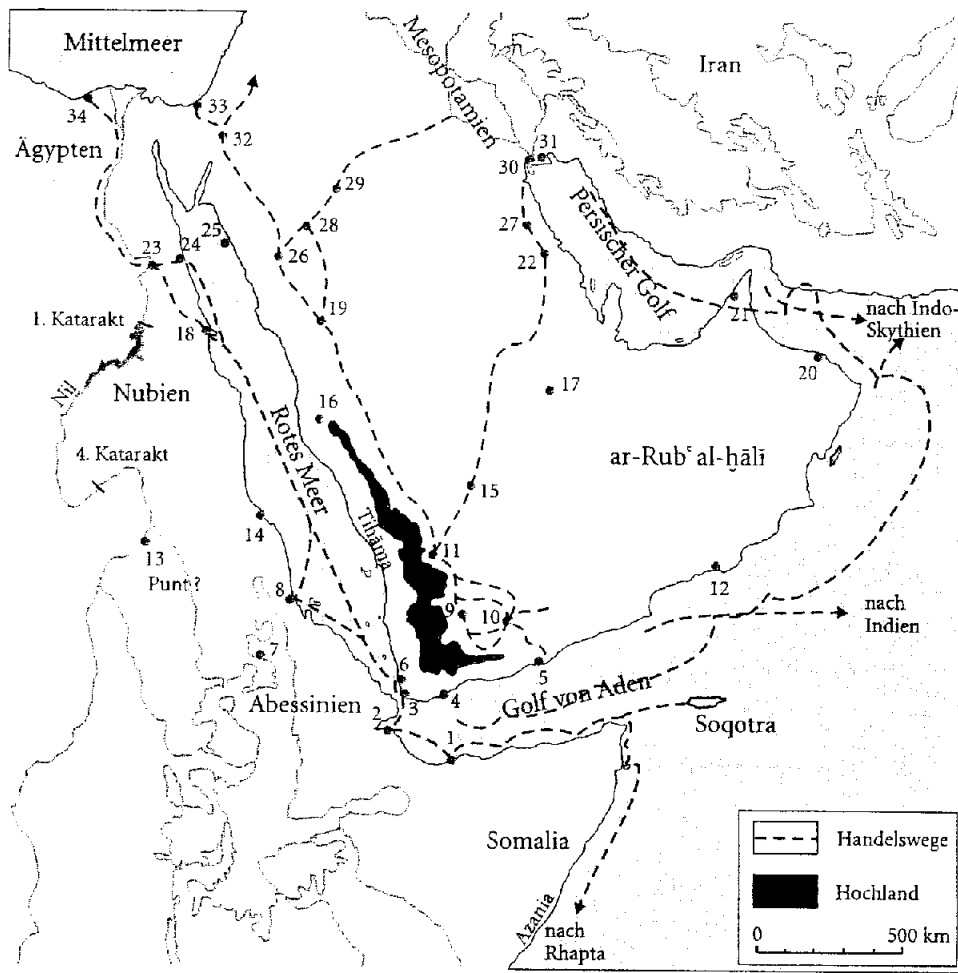 Mittelmeer
Mesopotamien
Iran
34
33
32
Ägypten
31
30
29
25
28
27
Persischer Golf
23
24
26
22
21
nach Indo-
Skythien
1. Katarakt
18
19
20
Nil
Nubien
17
16
Rotes Meer
ar-Rubʿ al-ḫālī
4. Katarakt
15
14
Tihāma
13
11
Punt?
12
8
9
10
nach
Indien
7
6
5
Abessinien
3
4
Golf von Aden
2
1
Soqotra
Somalia
Handelswege
Hochland
Azania
nach
Rhapta
0
500 km